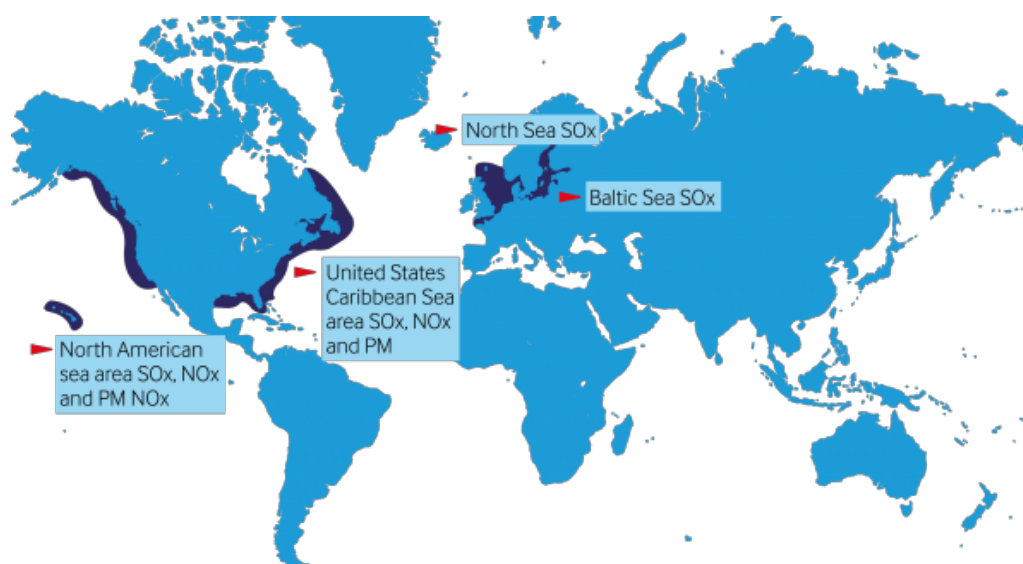 North Sea SOx
Baltic Sea SOx
United States
Caribbean Sea
area SOx, NOx
and PM
North American
sea area SOx, NOx
and PM NOx